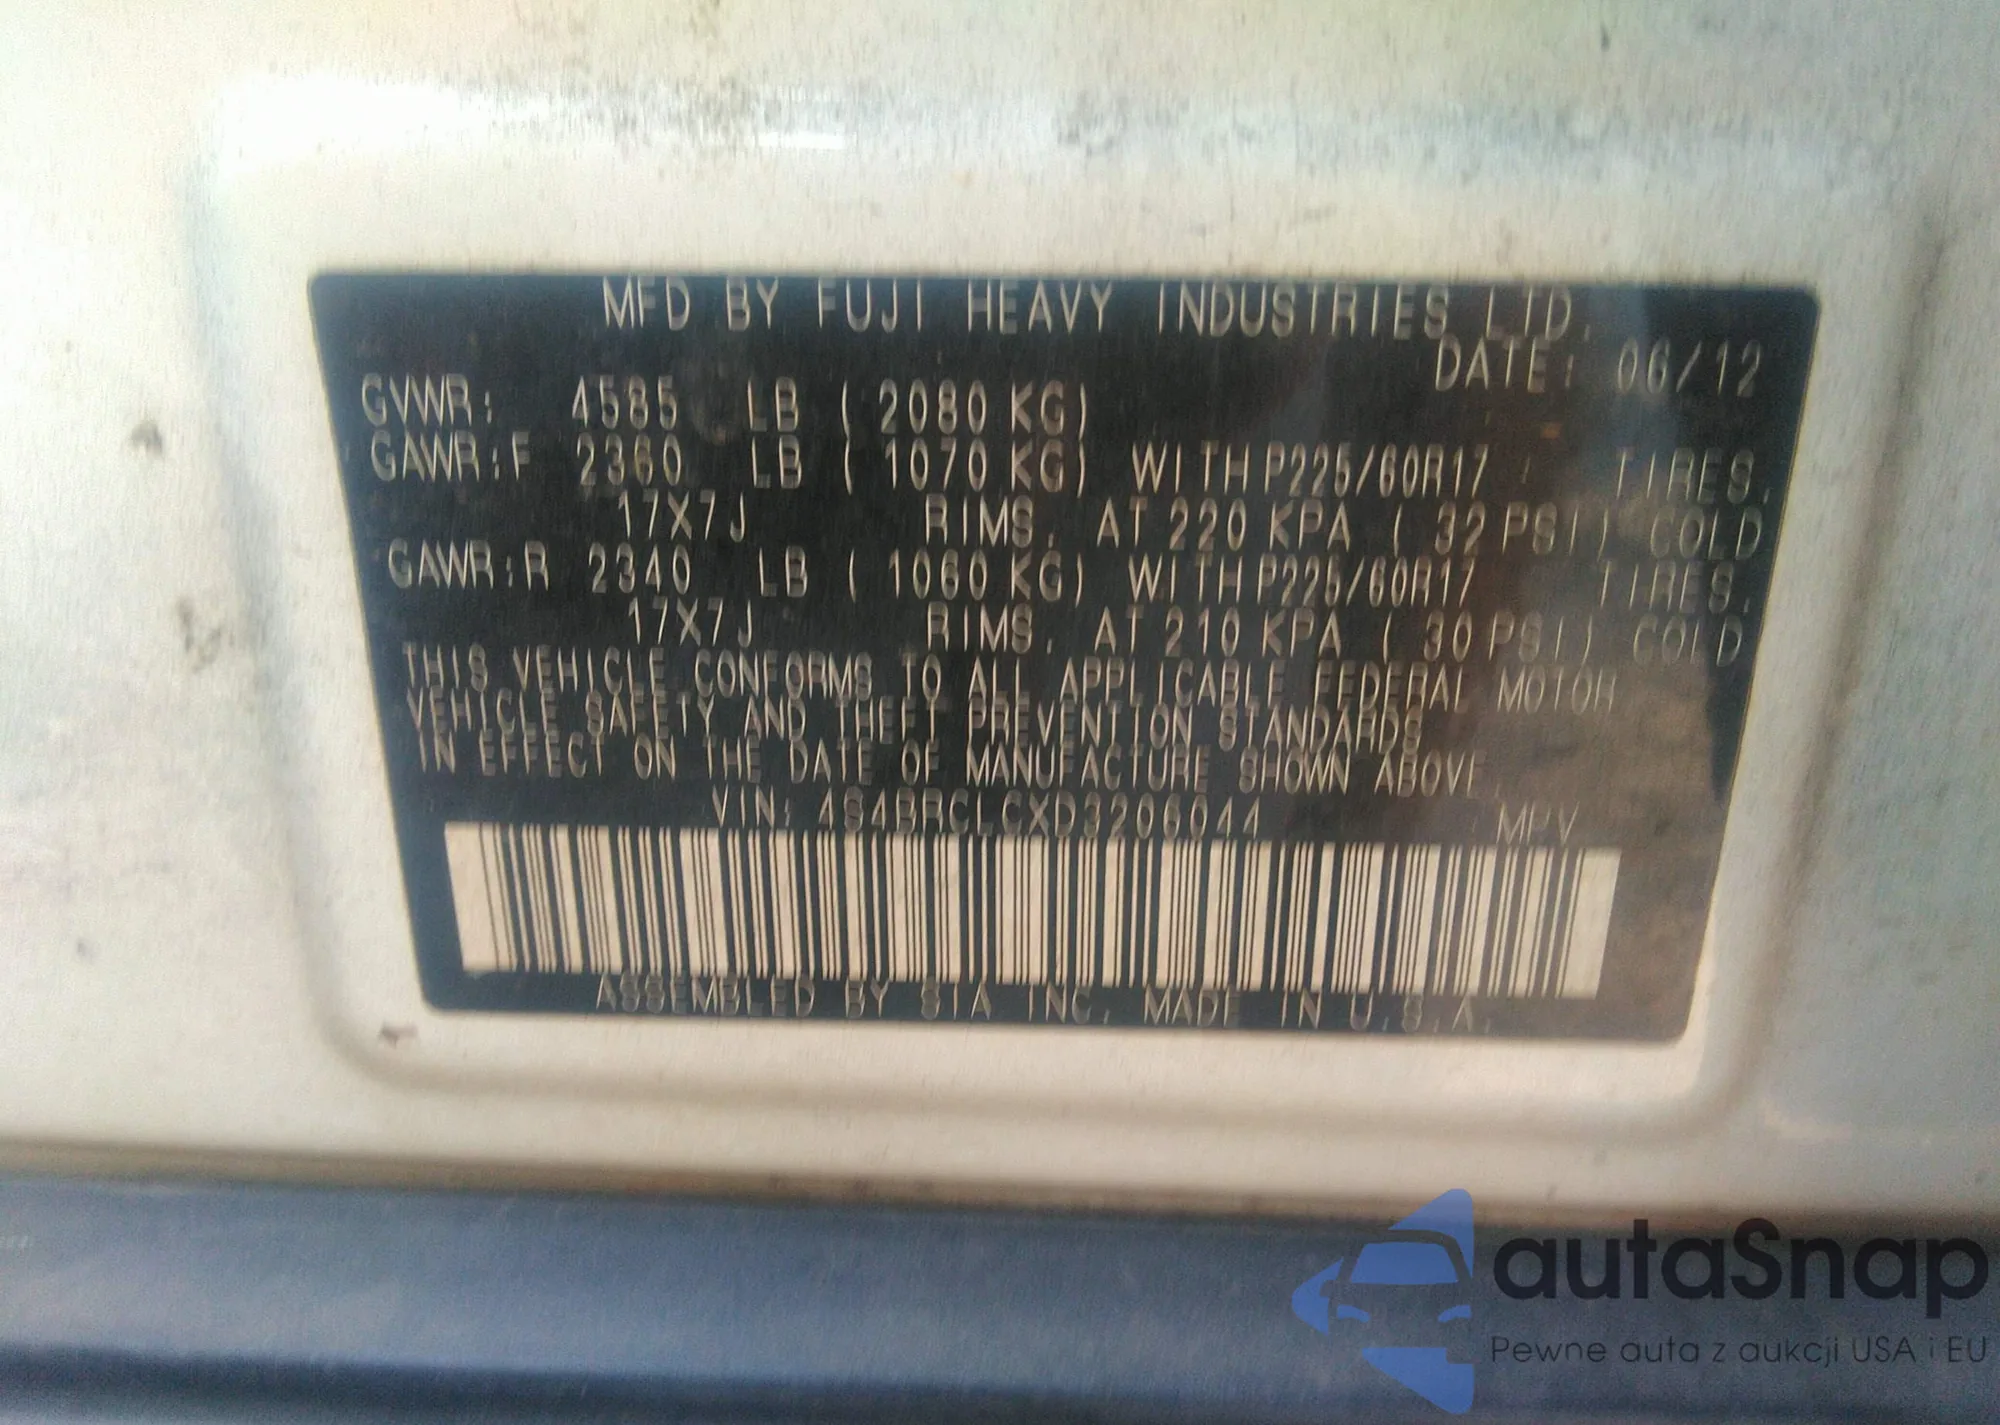 MFD BY FUJI HEAVY INDUSTRIES LTD.
DATE: 06/12
GVWR: 4585 LB ( 2080 KG)
GAWR:F 2360 LB ( 1070 KG) WITH P225/60R17 TIRES.
17X7J RIMS. AT 220 KPA ( 32 PSI) COLD
GAWR:R 2340 LB ( 1060 KG) WITH P225/60R17 TIRES.
17X7J RIMS. AT 210 KPA ( 30 PSI) COLD
THIS VEHICLE CONFORMS TO ALL APPLICABLE FEDERAL MOTOR
VEHICLE SAFETY AND THEFT PREVENTION STANDARDS
IN EFFECT ON THE DATE OF MANUFACTURE SHOWN ABOVE.
VIN: 4S4BRCLCXD3206044 MPV
ASSEMBLED BY SIA INC. MADE IN U.S.A.
autaSnap
Pewne auta z aukcji USA i EU